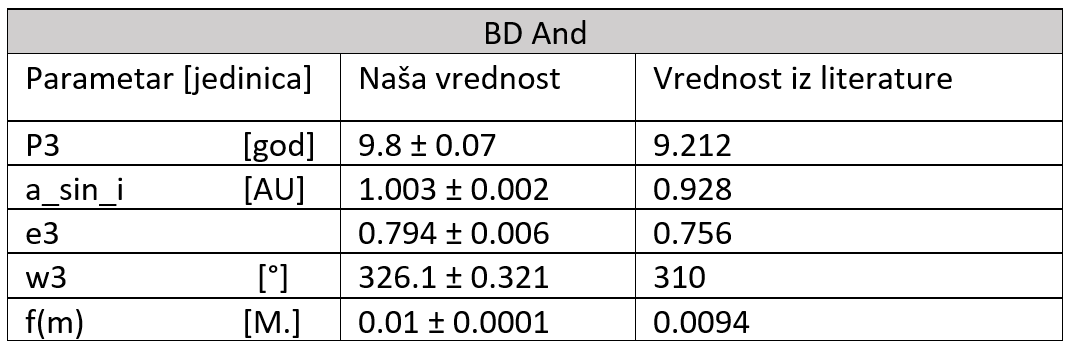 BD And
Parametar [jedinica] Naša vrednost Vrednost iz literature
P3 [god] 9.8 ± 0.07 9.212
a_sin_i [AU] 1.003 ± 0.002 0.928
e3 0.794 ± 0.006 0.756
w3 [°] 326.1 ± 0.321 310
f(m) [M.] 0.01 ± 0.0001 0.0094